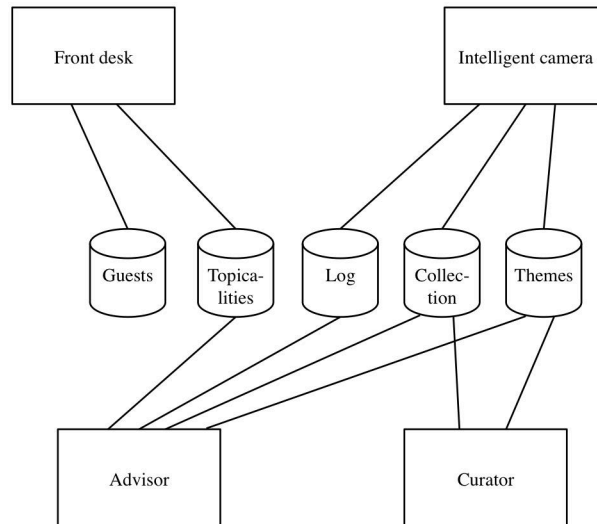 Front desk
Intelligent camera
Guests
Topica-
lities
Log
Collec-
tion
Themes
Advisor
Curator